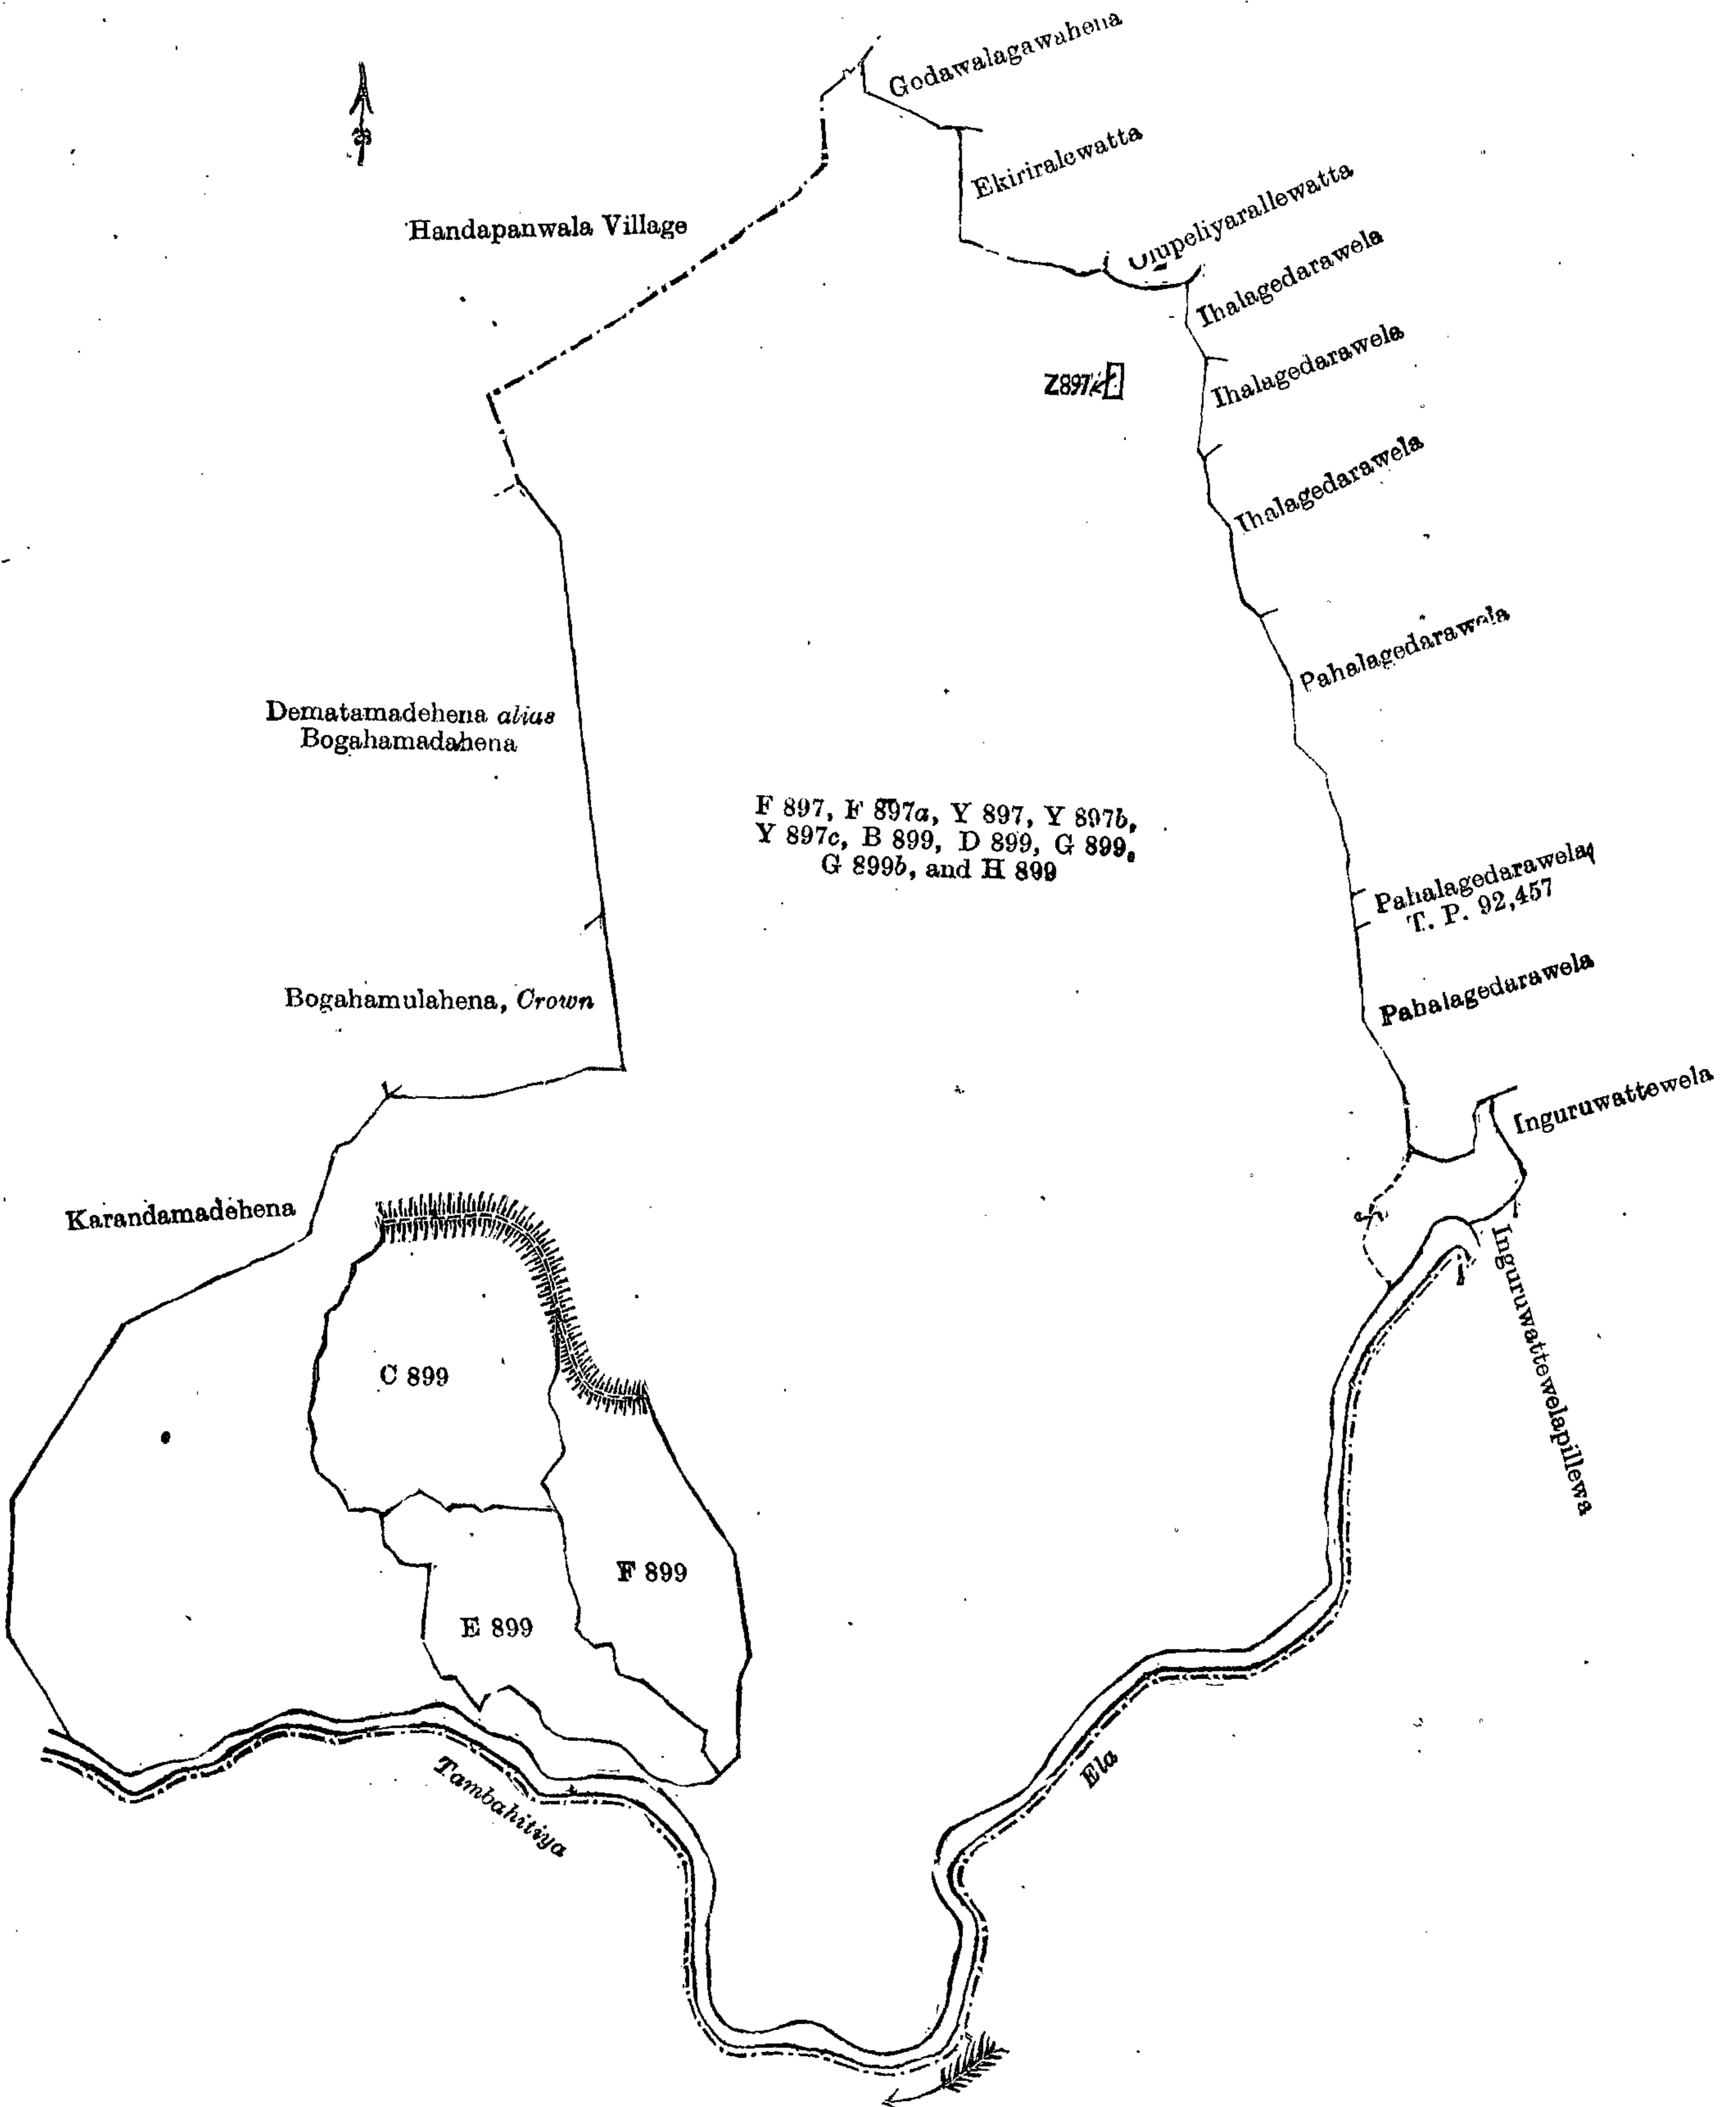 Godawalagawahena
Ekiriralewatta
Handapanwala Village
Ulupeliyarallewatta
Ihalagedarawela
Ihalagedarawela
Z897
Ihalagedarawela
Pahalagedarawela
Dematamadehena alias
Bogahamadahena
F 897, F 897a, Y 897, Y 897b,
Y 897c, B 899, D 899, G 899,
G 899b, and H 899
Pahalagedarawela,
T. P. 92,457
Pahalagedarawela
Bogahamulahena, Crown
Inguruwattewela
Karandamadehena
Inguruwattewelapillewa
C 899
F 899
E 899
Tambahitiya
Ela